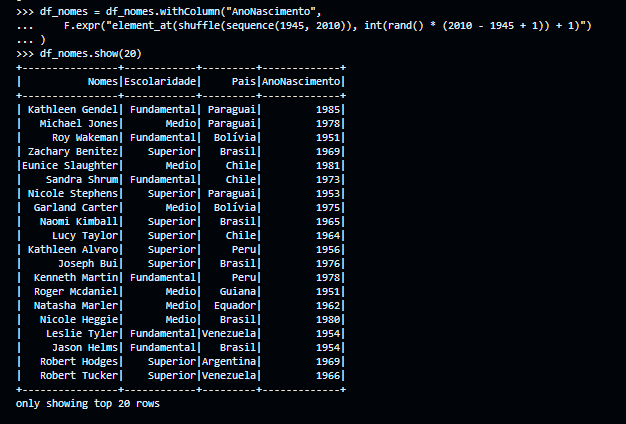 >>> df_nomes = df_nomes.withColumn("AnoNascimento",
...     F.expr("element_at(shuffle(sequence(1945, 2010)), int(rand() * (2010 - 1945 + 1)) + 1)")
... )
>>> df_nomes.show(20)
+----------------+------------+---------+-------------+
|           Nomes|Escolaridade|     Pais|AnoNascimento|
+----------------+------------+---------+-------------+
| Kathleen Gendel| Fundamental| Paraguai|         1985|
|   Michael Jones|       Medio| Paraguai|         1978|
|     Roy Wakeman| Fundamental|  Bolívia|         1951|
| Zachary Benitez|    Superior|   Brasil|         1969|
|Eunice Slaughter|       Medio|    Chile|         1981|
|    Sandra Shrum| Fundamental|    Chile|         1973|
| Nicole Stephens|    Superior| Paraguai|         1953|
|  Garland Carter|       Medio|  Bolívia|         1975|
|   Naomi Kimball|    Superior|   Brasil|         1965|
|     Lucy Taylor|    Superior|    Chile|         1964|
| Kathleen Alvaro|    Superior|     Peru|         1956|
|      Joseph Bui|    Superior|   Brasil|         1976|
|  Kenneth Martin| Fundamental|     Peru|         1978|
|  Roger Mcdaniel|       Medio|   Guiana|         1951|
|  Natasha Marler|       Medio|  Equador|         1962|
|   Nicole Heggie|       Medio|   Brasil|         1980|
|    Leslie Tyler| Fundamental|Venezuela|         1954|
|     Jason Helms| Fundamental|   Brasil|         1954|
|   Robert Hodges|    Superior|Argentina|         1969|
|   Robert Tucker|    Superior|Venezuela|         1966|
+----------------+------------+---------+-------------+
only showing top 20 rows